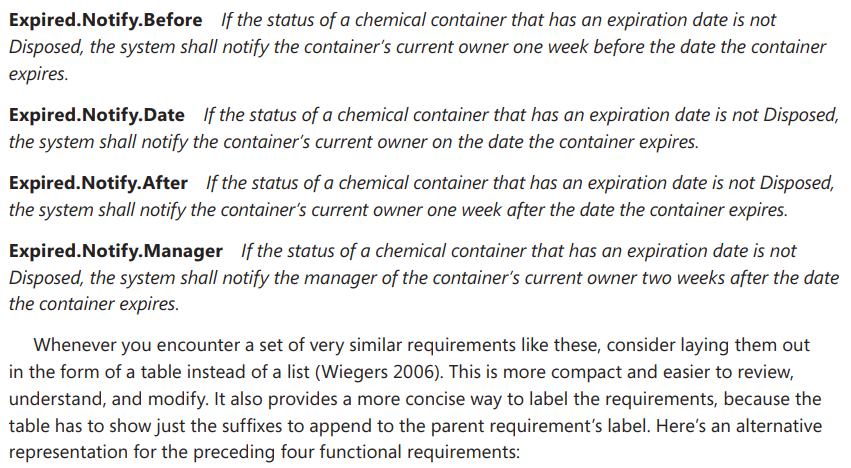 Expired.Notify.Before If the status of a chemical container that has an expiration date is not
Disposed, the system shall notify the container’s current owner one week before the date the container
expires.
Expired.Notify.Date If the status of a chemical container that has an expiration date is not Disposed,
the system shall notify the container’s current owner on the date the container expires.
Expired.Notify.After If the status of a chemical container that has an expiration date is not Disposed,
the system shall notify the container’s current owner one week after the date the container expires.
Expired.Notify.Manager If the status of a chemical container that has an expiration date is not
Disposed, the system shall notify the manager of the container’s current owner two weeks after the date
the container expires.
Whenever you encounter a set of very similar requirements like these, consider laying them out
in the form of a table instead of a list (Wiegers 2006). This is more compact and easier to review,
understand, and modify. It also provides a more concise way to label the requirements, because the
table has to show just the suffixes to append to the parent requirement’s label. Here’s an alternative
representation for the preceding four functional requirements: